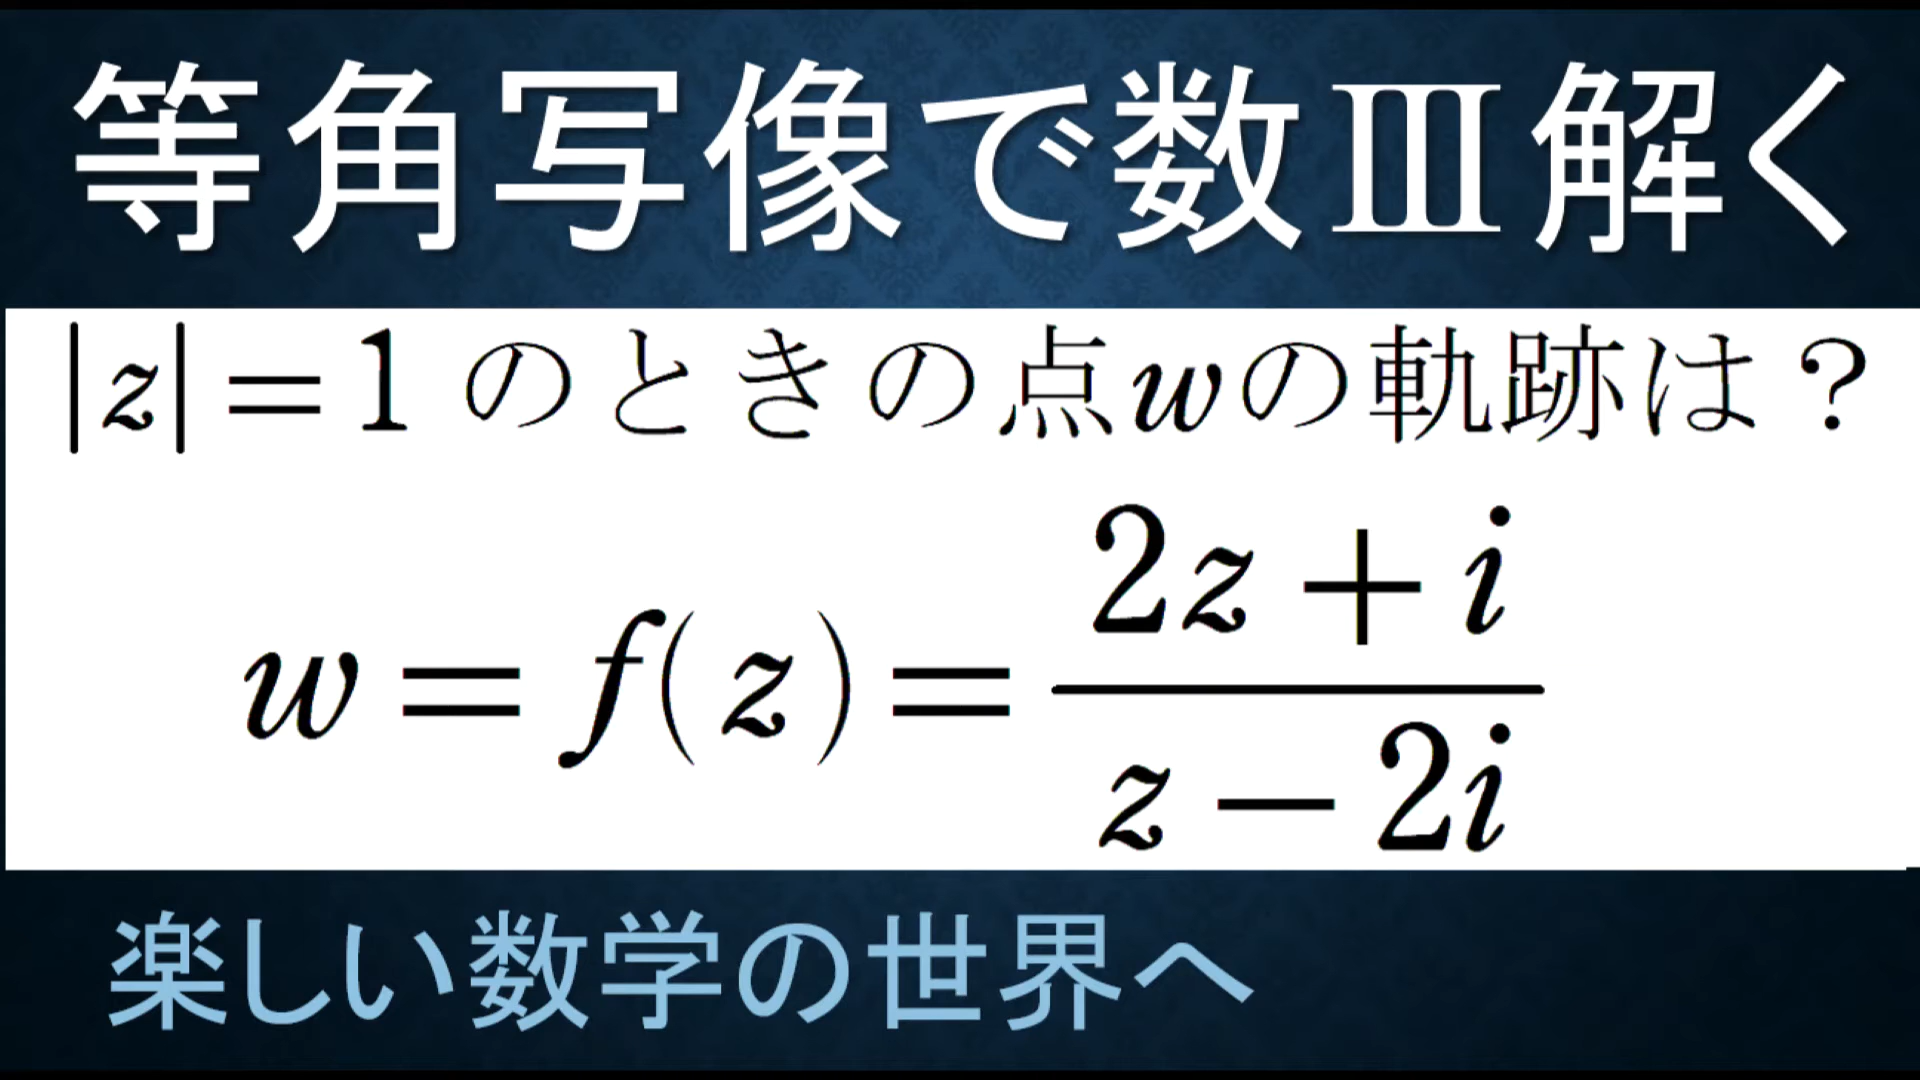 等角写像で数Ⅲ解く
|z|=1 のときの点wの軌跡は？
w = f(z) = \frac{2z + i}{z - 2i}
楽しい数学の世界へ